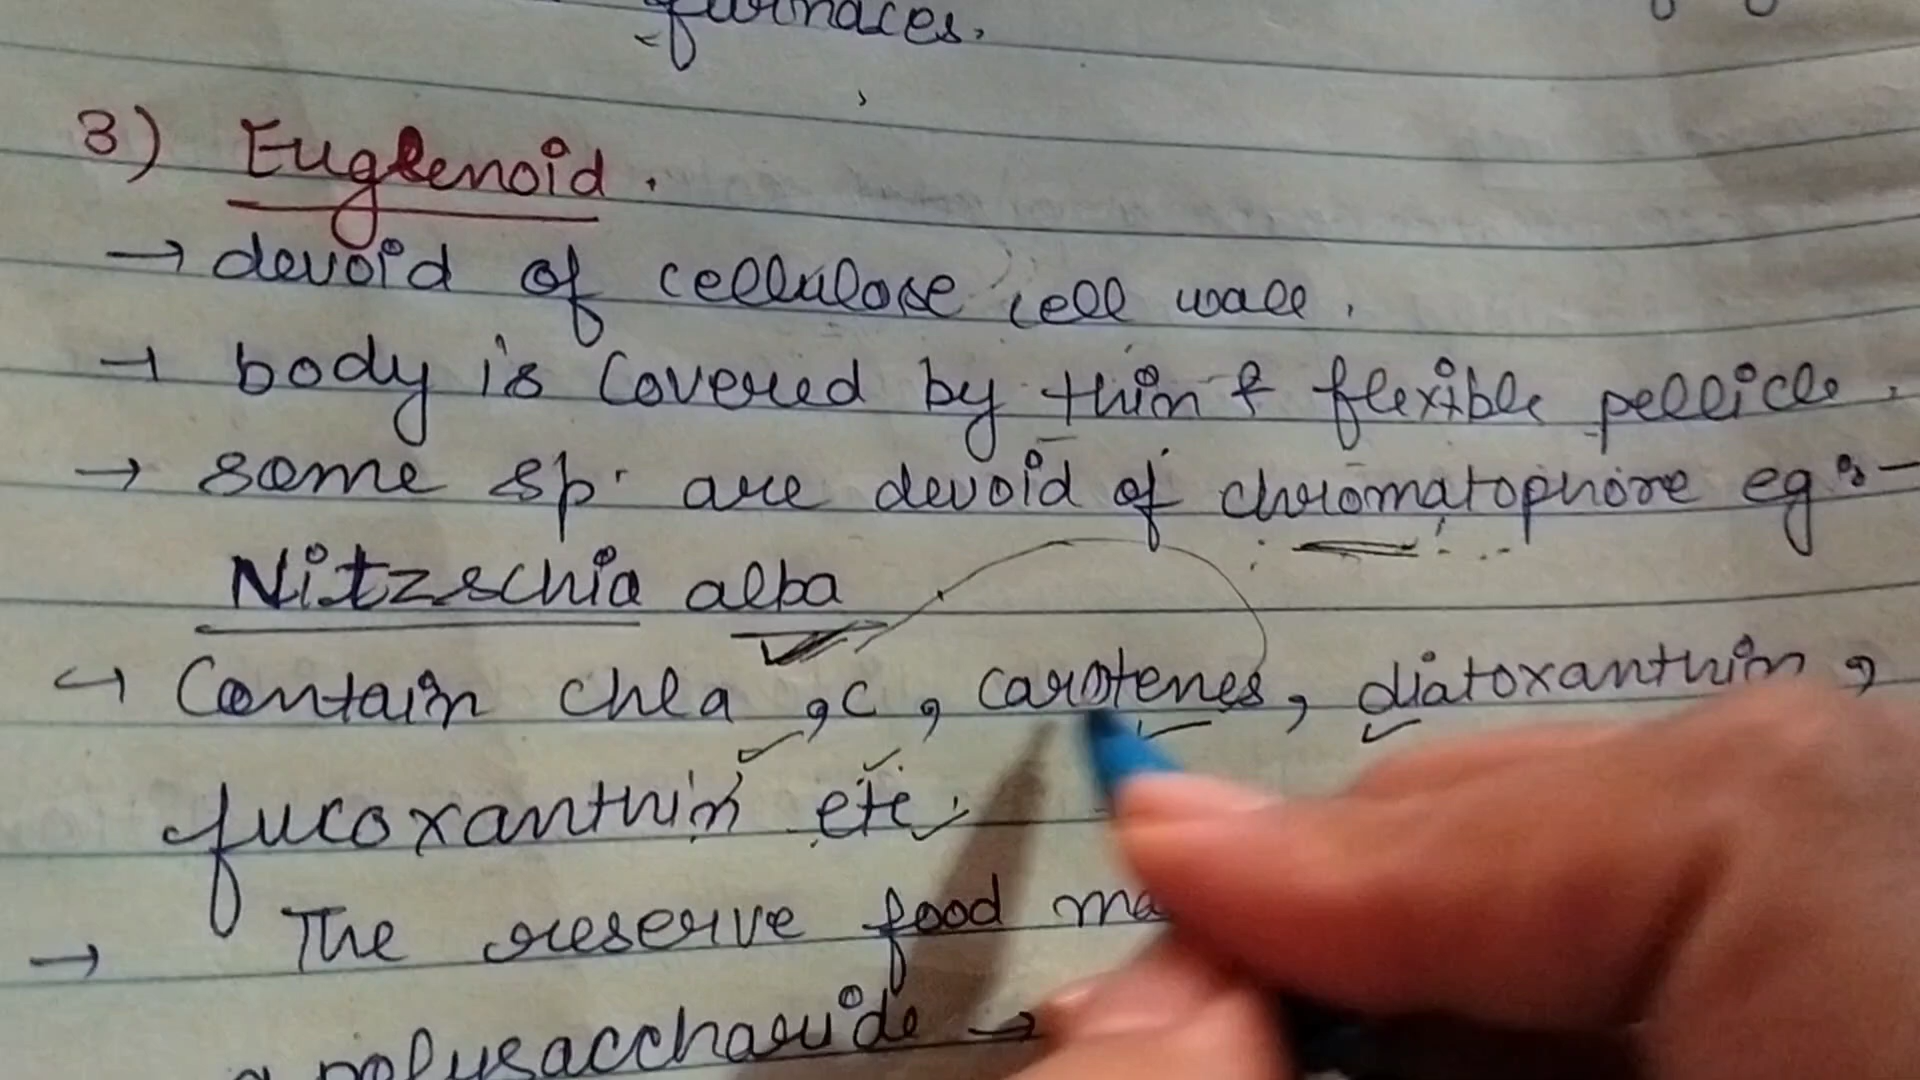 furnaces.
3) Euglenoid.
→ devoid of cellulose cell wall.
→ body is covered by thin & flexible pellicle.
→ some sp. are devoid of chromatophore eg:-
Nitzschia alba
→ Contain chl a, c, carotenes, diatoxanthin,
fucoxanthin etc.
→ The reserve food
a polysaccharide →